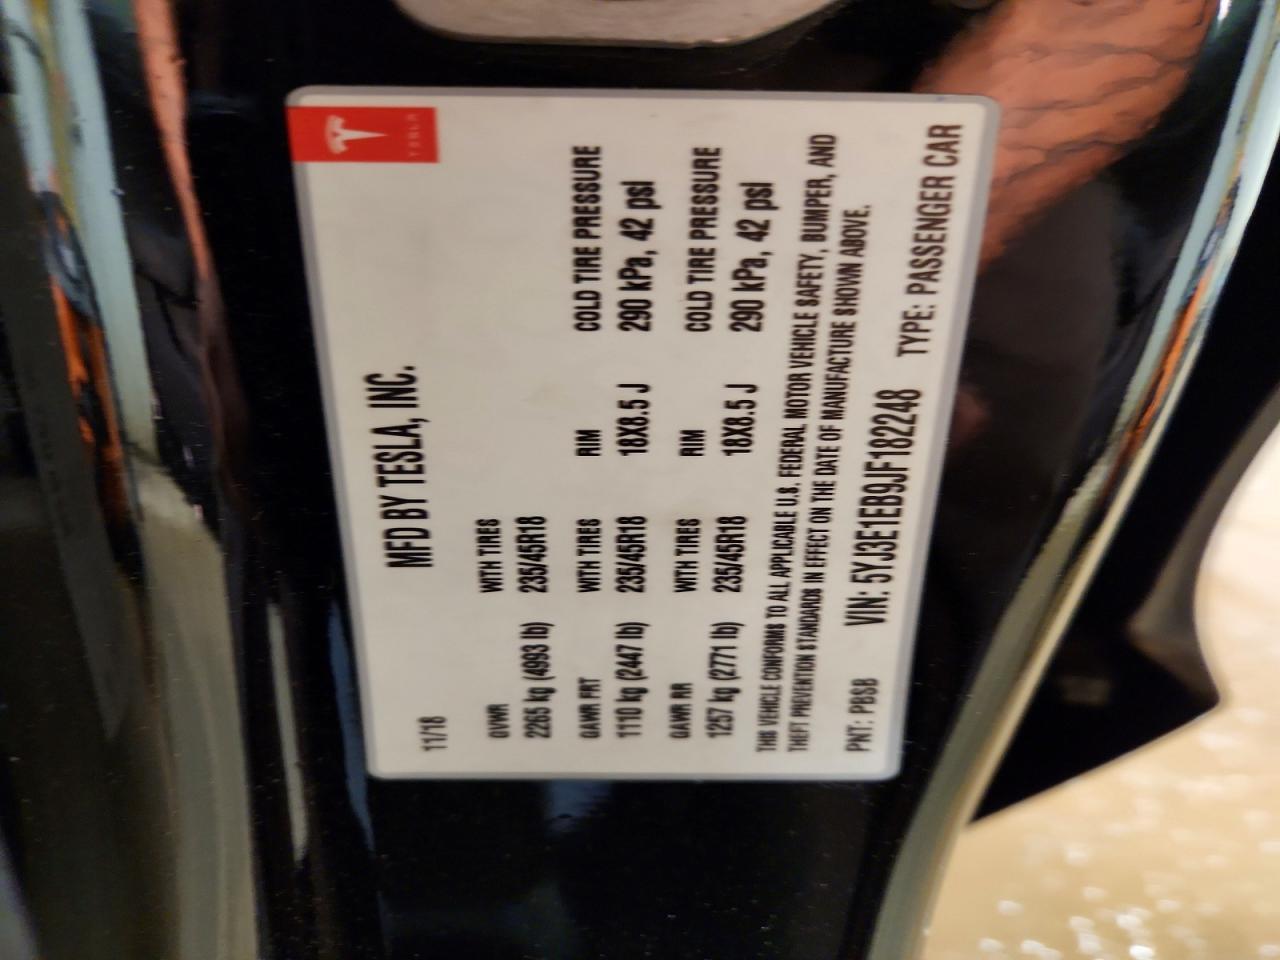 TESLA
MFD BY TESLA, INC.
11/18
GVWR WITH TIRES
2265 kg (4993 lb) 235/45R18
GAWR FRT WITH TIRES RIM COLD TIRE PRESSURE
1110 kg (2447 lb) 235/45R18 18X8.5 J 290 kPa, 42 psi
GAWR RR WITH TIRES RIM COLD TIRE PRESSURE
1257 kg (2771 lb) 235/45R18 18X8.5 J 290 kPa, 42 psi
THIS VEHICLE CONFORMS TO ALL APPLICABLE U.S. FEDERAL MOTOR VEHICLE SAFETY, BUMPER, AND
THEFT PREVENTION STANDARDS IN EFFECT ON THE DATE OF MANUFACTURE SHOWN ABOVE.
PNT: PBSB VIN: 5YJ3E1EB9JF182248 TYPE: PASSENGER CAR